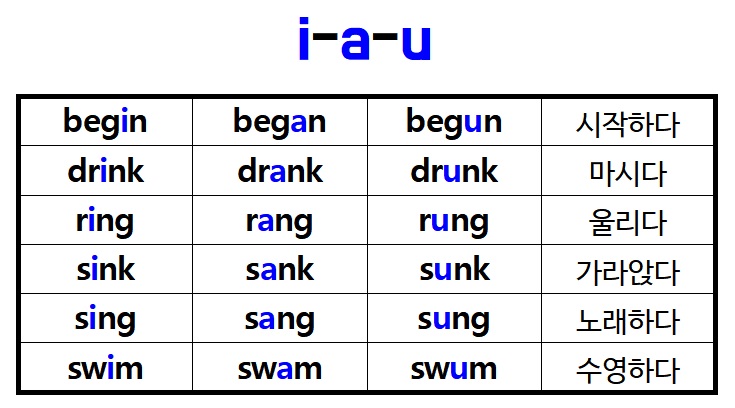 i-a-u
begin began begun 시작하다
drink drank drunk 마시다
ring rang rung 울리다
sink sank sunk 가라앉다
sing sang sung 노래하다
swim swam swum 수영하다